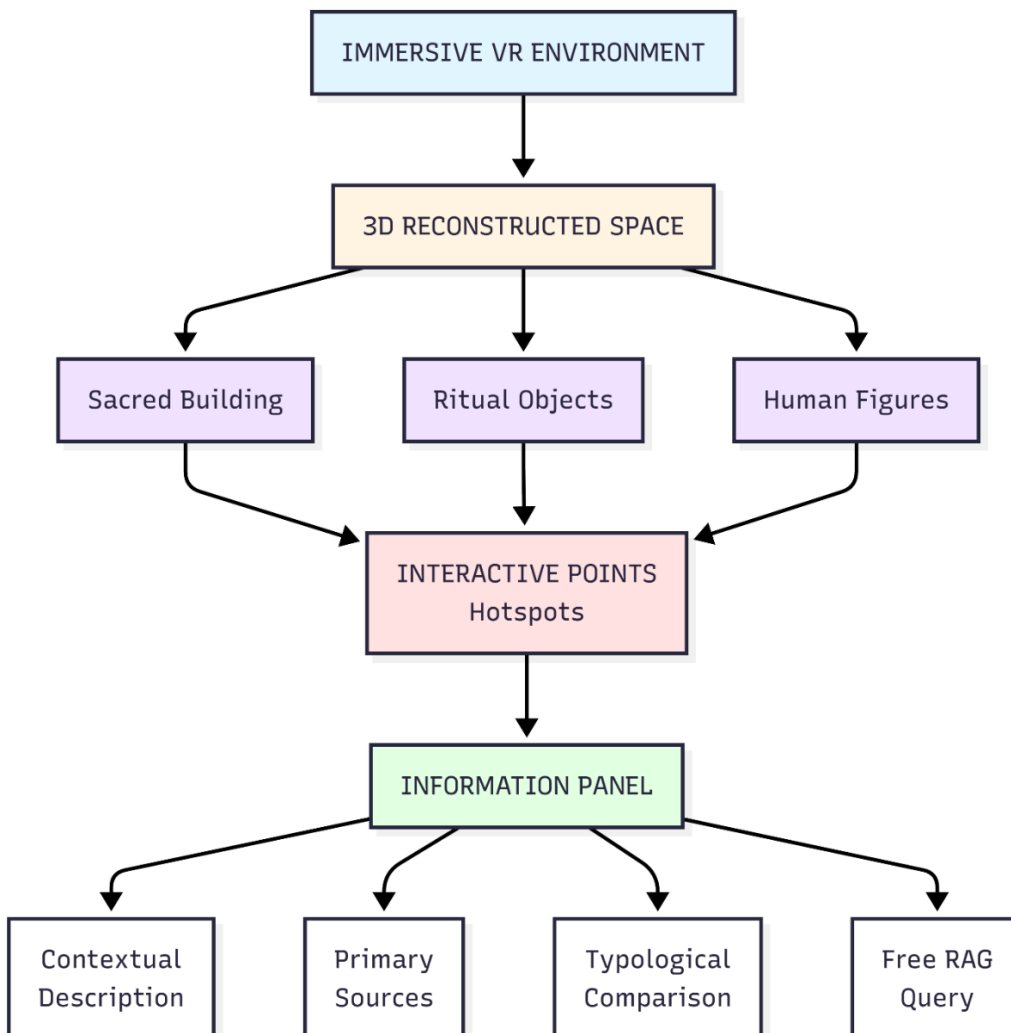 IMMERSIVE VR ENVIRONMENT
3D RECONSTRUCTED SPACE
Sacred Building
Ritual Objects
Human Figures
INTERACTIVE POINTS
Hotspots
INFORMATION PANEL
Contextual
Description
Primary
Sources
Typological
Comparison
Free RAG
Query